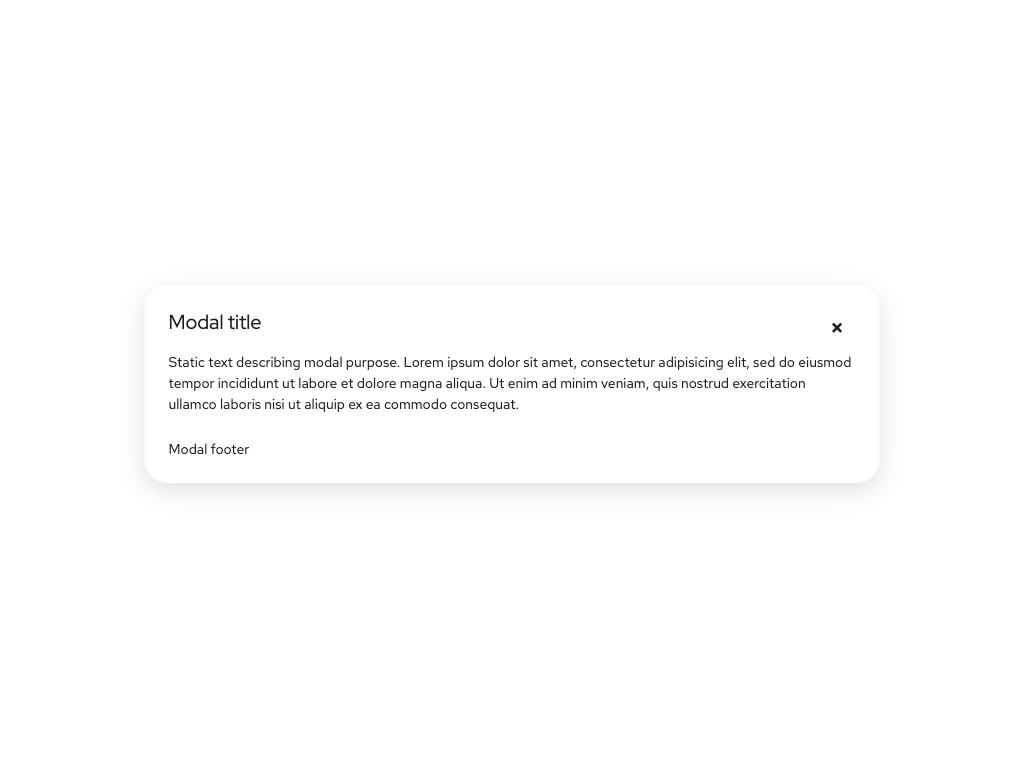 Modal title
Static text describing modal purpose. Lorem ipsum dolor sit amet, consectetur adipisicing elit, sed do eiusmod
tempor incididunt ut labore et dolore magna aliqua. Ut enim ad minim veniam, quis nostrud exercitation
ullamco laboris nisi ut aliquip ex ea commodo consequat.
Modal footer